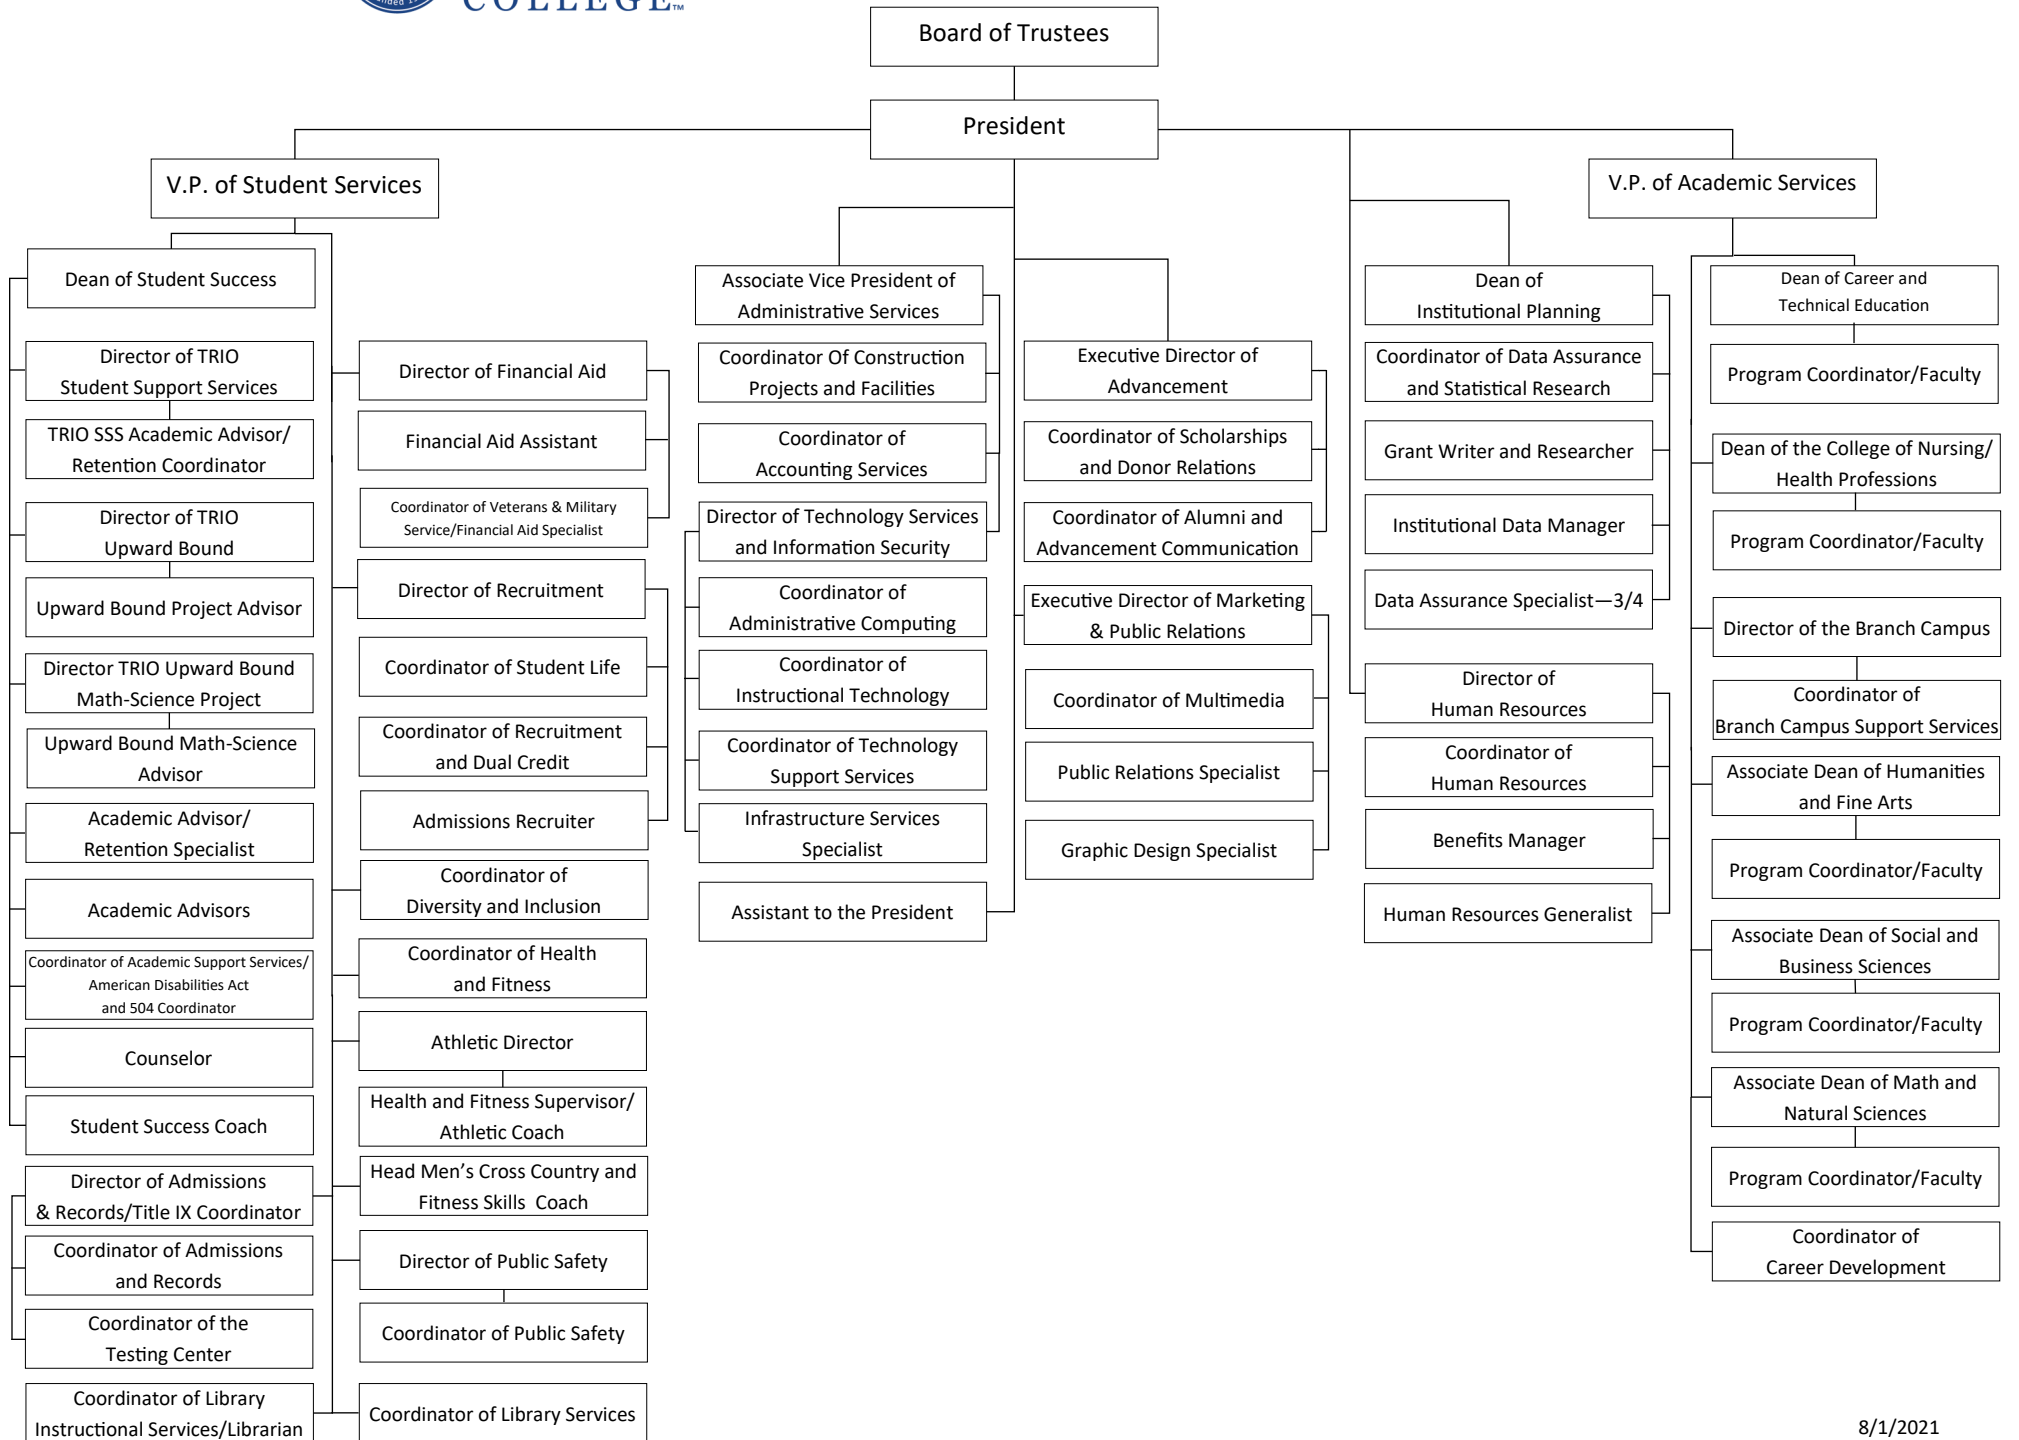 COLLEGE™
Board of Trustees
President
V.P. of Student Services
V.P. of Academic Services
Dean of Student Success
Director of TRIO
Student Support Services
TRIO SSS Academic Advisor/
Retention Coordinator
Director of TRIO
Upward Bound
Upward Bound Project Advisor
Director TRIO Upward Bound
Math-Science Project
Upward Bound Math-Science
Advisor
Academic Advisor/
Retention Specialist
Academic Advisors
Coordinator of Academic Support Services/
American Disabilities Act
and 504 Coordinator
Counselor
Student Success Coach
Director of Admissions
& Records/Title IX Coordinator
Coordinator of Admissions
and Records
Coordinator of the
Testing Center
Coordinator of Library
Instructional Services/Librarian
Director of Financial Aid
Financial Aid Assistant
Coordinator of Veterans & Military
Service/Financial Aid Specialist
Director of Recruitment
Coordinator of Student Life
Coordinator of Recruitment
and Dual Credit
Admissions Recruiter
Coordinator of
Diversity and Inclusion
Coordinator of Health
and Fitness
Athletic Director
Health and Fitness Supervisor/
Athletic Coach
Head Men’s Cross Country and
Fitness Skills Coach
Director of Public Safety
Coordinator of Public Safety
Coordinator of Library Services
Associate Vice President of
Administrative Services
Coordinator Of Construction
Projects and Facilities
Coordinator of
Accounting Services
Director of Technology Services
and Information Security
Coordinator of
Administrative Computing
Coordinator of
Instructional Technology
Coordinator of Technology
Support Services
Infrastructure Services
Specialist
Assistant to the President
Executive Director of
Advancement
Coordinator of Scholarships
and Donor Relations
Coordinator of Alumni and
Advancement Communication
Executive Director of Marketing
& Public Relations
Coordinator of Multimedia
Public Relations Specialist
Graphic Design Specialist
Dean of
Institutional Planning
Coordinator of Data Assurance
and Statistical Research
Grant Writer and Researcher
Institutional Data Manager
Data Assurance Specialist—3/4
Director of
Human Resources
Coordinator of
Human Resources
Benefits Manager
Human Resources Generalist
Dean of Career and
Technical Education
Program Coordinator/Faculty
Dean of the College of Nursing/
Health Professions
Program Coordinator/Faculty
Director of the Branch Campus
Coordinator of
Branch Campus Support Services
Associate Dean of Humanities
and Fine Arts
Program Coordinator/Faculty
Associate Dean of Social and
Business Sciences
Program Coordinator/Faculty
Associate Dean of Math and
Natural Sciences
Program Coordinator/Faculty
Coordinator of
Career Development
8/1/2021